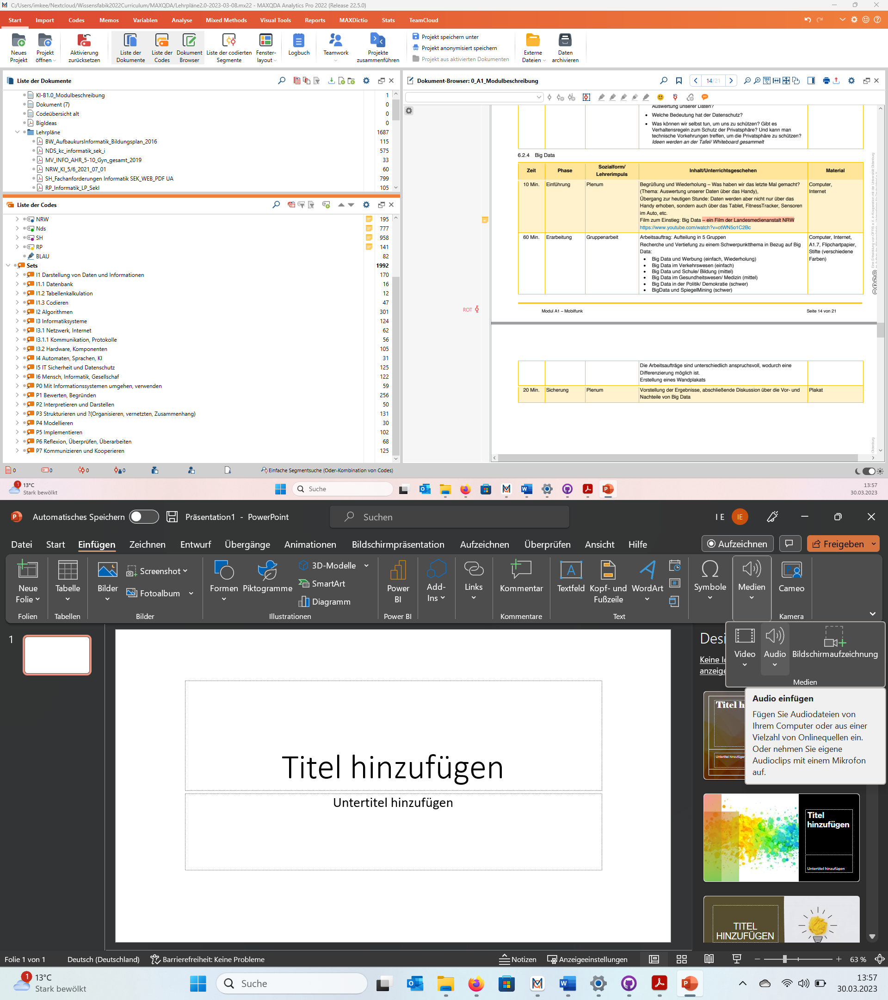 C:/Users/imkee/Nextcloud/Wissensfabik2022Curriculum/MAXQDA/Lehrpläne2.0-2023-03-08.mx22 - MAXQDA Analytics Pro 2022 (Release 22.5.0)
Start Import Codes Memos Variablen Analyse Mixed Methods Visual Tools Reports MAXDictio Stats TeamCloud
Neues Projekt
Projekt öffnen
Aktivierung zurücksetzen
Liste der Dokumente
Liste der Codes
Dokument Browser
Liste der codierten Segmente
Fenster-layout
Logbuch
Teamwork
Projekte zusammenführen
Projekt speichern unter
Projekt anonymisiert speichern
Projekt aus aktivierten Dokumenten
Externe Dateien
Daten archivieren
Liste der Dokumente
KI-B1.0_Modulbeschreibung 1
Dokument (7) 0
Codeübersicht alt 0
BigIdeas 0
Lehrpläne 1687
BW_AufbaukursInformatik_Bildungsplan_2016 115
NDS_kc_informatik_sek_i 575
MV_INFO_AHR_5-10_Gyn_gesamt_2019 33
NRW_KI_5/6_2021_07_01 60
SH_Fachanforderungen Informatik SEK_WEB_PDF UA 799
RP_Informatik_LP_SekI 105
Liste der Codes
NRW 195
Nds 777
SH 958
RP 141
BLAU 82
Sets 1992
I1 Darstellung von Daten und Informationen 170
I1.1 Datenbank 16
I1.2 Tabellenkalkulation 12
I1.3 Codieren 47
I2 Algorithmen 301
I3 Informatiksysteme 124
I3.1 Netzwerk, Internet 62
I3.1.1 Kommunikation, Protokolle 56
I3.2 Hardware, Komponenten 105
I4 Automaten, Sprachen, KI 31
I5 IT Sicherheit und Datenschutz 125
I6 Mensch, Informatik, Gesellschaf 122
P0 Mit Informationssystemen umgehen, verwenden 59
P1 Bewerten, Begründen 256
P2 Interpretieren und Darstellen 50
P3 Strukturieren und ?(Organisieren, vernetzten, Zusammenhang) 131
P4 Modellieren 30
P5 Implementieren 102
P6 Reflexion, Überprüfen, Überarbeiten 68
P7 Kommunizieren und Kooperieren 125
Dokument-Browser: 0_A1_Modulbeschreibung
14/21
Auswertung unserer Daten?
• Welche Bedeutung hat der Datenschutz?
• Was können wir selbst tun, um uns zu schützen? Gibt es
Verhaltensregeln zum Schutz der Privatsphäre? Und kann man
technische Vorkehrungen treffen, um die Privatsphäre zu schützen?
Ideen werden an der Tafel/ Whiteboard gesammelt
6.2.4 Big Data
Zeit Phase Sozialform/ Lehrerimpuls Inhalt/Unterrichtsgeschehen Material
10 Min. Einführung Plenum Begrüßung und Wiederholung – Was haben wir das letzte Mal gemacht? Computer,
(Thema: Auswertung unserer Daten über das Handy), Internet
Übergang zur heutigen Stunde: Daten werden aber nicht nur über das
Handy erhoben, sondern auch über das Tablet, FitnessTracker, Sensoren
im Auto, etc.
Film zum Einstieg: Big Data – ein Film der Landesmedienanstalt NRW
https://www.youtube.com/watch?v=otWN5o1C2Bc
60 Min. Erarbeitung Gruppenarbeit Arbeitsauftrag: Aufteilung in 5 Gruppen Computer, Internet,
Recherche und Vertiefung zu einem Schwerpunktthema in Bezug auf Big A1.7, Flipchartpapier,
Data: Stifte (verschiedene
• Big Data und Werbung (einfach, Wiederholung) Farben)
• Big Data im Verkehrswesen (einfach)
• Big Data und Schule/ Bildung (mittel)
• Big Data im Gesundheitswesen/ Medizin (mittel)
• Big Data in der Politik/ Demokratie (schwer)
• BigData und SpiegelMining (schwer)
ROT
Modul A1 – Mobilfunk Seite 14 von 21
Die Arbeitsaufträge sind unterschiedlich anspruchsvoll, wodurch eine
Differenzierung möglich ist.
Erstellung eines Wandplakats
20 Min. Sicherung Plenum Vorstellung der Ergebnisse, abschließende Diskussion über die Vor- und Plakat
Nachteile von Big Data
0 0 0 0 Einfache Segmentsuche (Oder-Kombination von Codes)
1 13°C
Stark bewölkt
Suche
13:57
30.03.2023
Automatisches Speichern Präsentation1 - PowerPoint Suchen I E IE
Datei Start Einfügen Zeichnen Entwurf Übergänge Animationen Bildschirmpräsentation Aufzeichnen Überprüfen Ansicht Hilfe Aufzeichnen Freigeben
Neue Folie
Tabelle
Bilder
Screenshot
Fotoalbum
Formen
Piktogramme
3D-Modelle
SmartArt
Diagramm
Power BI
Add-Ins
Links
Kommentar
Textfeld
Kopf- und Fußzeile
WordArt
Symbole
Medien
Cameo
Folien Tabellen Bilder Illustrationen Power BI Kommentare Text Kamera
1
Titel hinzufügen
Untertitel hinzufügen
Desi
Keine I
anzeige
Video Audio Bildschirmaufzeichnung
Medien
Audio einfügen
Fügen Sie Audiodateien von
Ihrem Computer oder aus einer
Vielzahl von Onlinequellen ein.
Oder nehmen Sie eigene
Audioclips mit einem Mikrofon
auf.
Titel h
Untertitel hinzufügen
Titel
hinzufügen
Untertitel hinzufügen
TITEL
HINZUFÜGEN
Folie 1 von 1 Deutsch (Deutschland) Barrierefreiheit: Keine Probleme Notizen Anzeigeeinstellungen 63 %
1 13°C
Stark bewölkt
Suche
13:57
30.03.2023